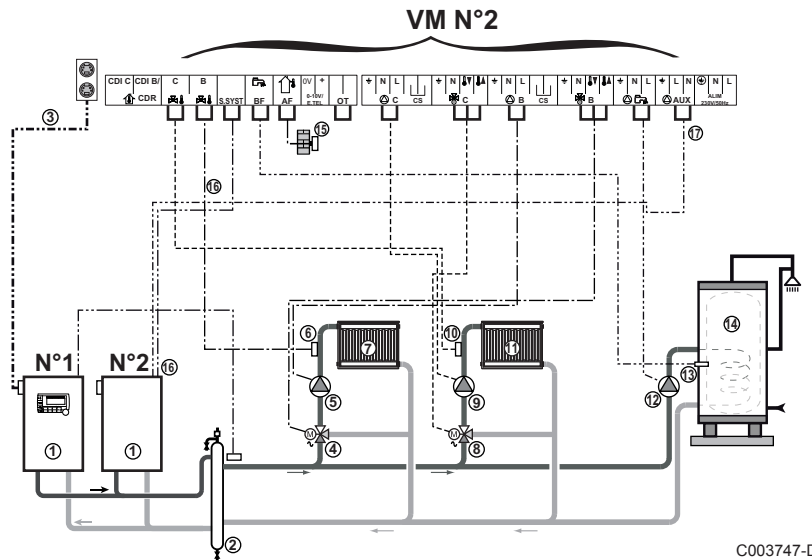 VM N°2
CDI C CDI B/ C B 0V + ⏚ N L ⏚ N ⏚ N L ⏚ N ⏚ N L ⏚ L N ⏚ N L
CDR S.SYST BF AF 0-10V/ E.TEL OT C CS C B CS B AUX ALIM 230V/50Hz
3
15
17
16
6
10
7
11
14
N°1 N°2
16
13
5
9
12
1
1
M
4
M
8
2
C003747-D